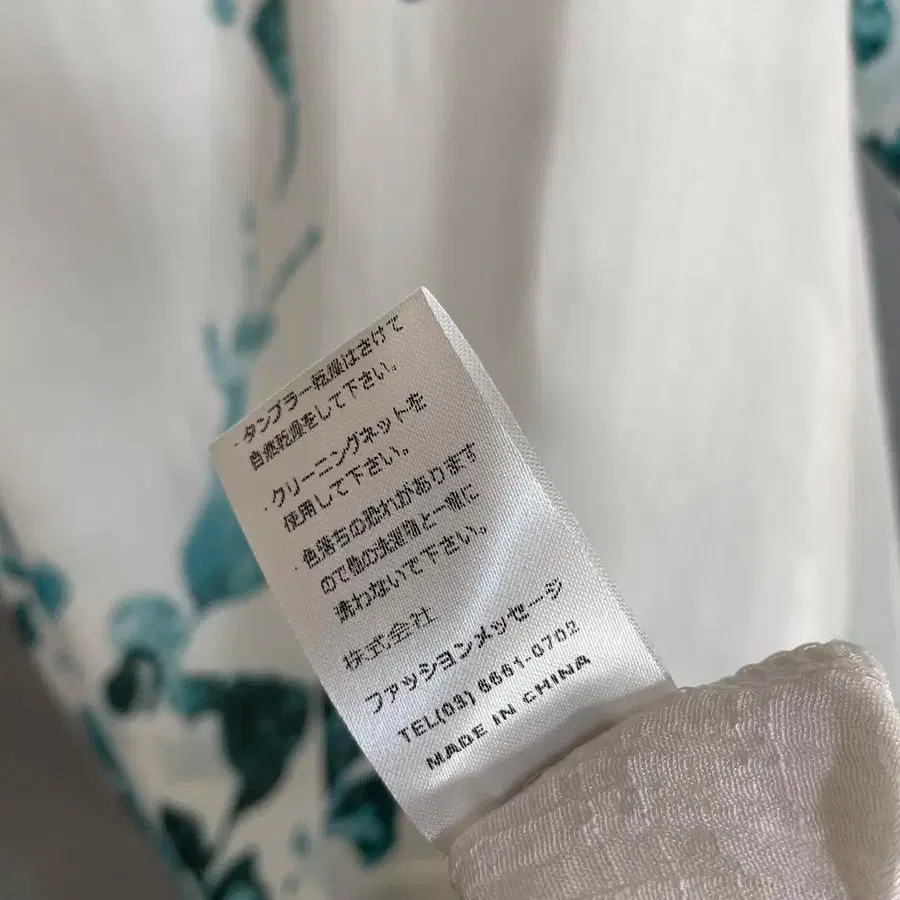 ・タンブラー乾燥はさけて
自然乾燥をして下さい。
・クリーニングネットを
使用して下さい。
・色落ちの恐れがあります
ので他の洗濯物と一緒に
洗わないで下さい。
株式会社
ファッションメッセージ
TEL(03) 6661-0702
MADE IN CHINA